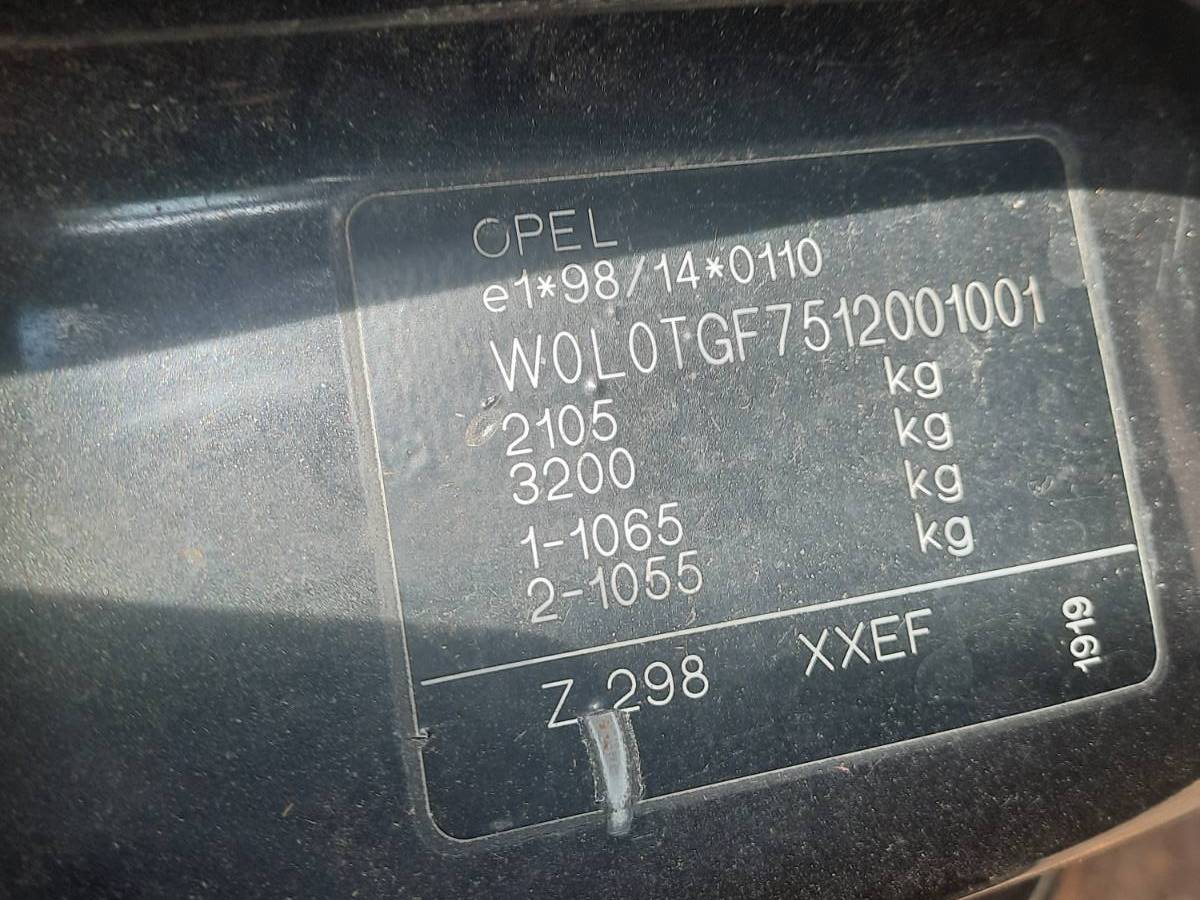 OPEL
e1*98/14*0110
W0L0TGF7512001001
2105 kg
3200 kg
1-1065 kg
2-1055 kg
Z 298 XXEF
1919